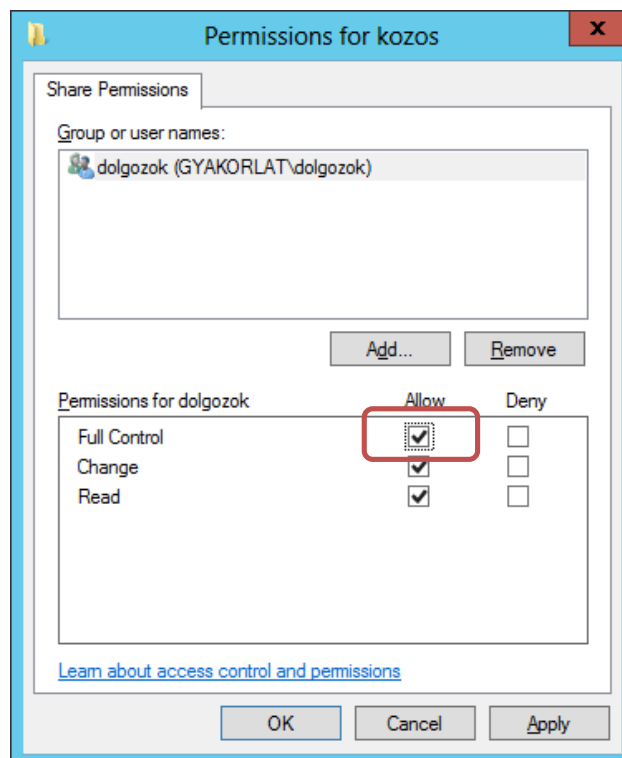 Permissions for kozos
x
Share Permissions
Group or user names:
dolgozok (GYAKORLAT\dolgozok)
Add... Remove
Permissions for dolgozok Allow Deny
Full Control
Change
Read
Learn about access control and permissions
OK Cancel Apply